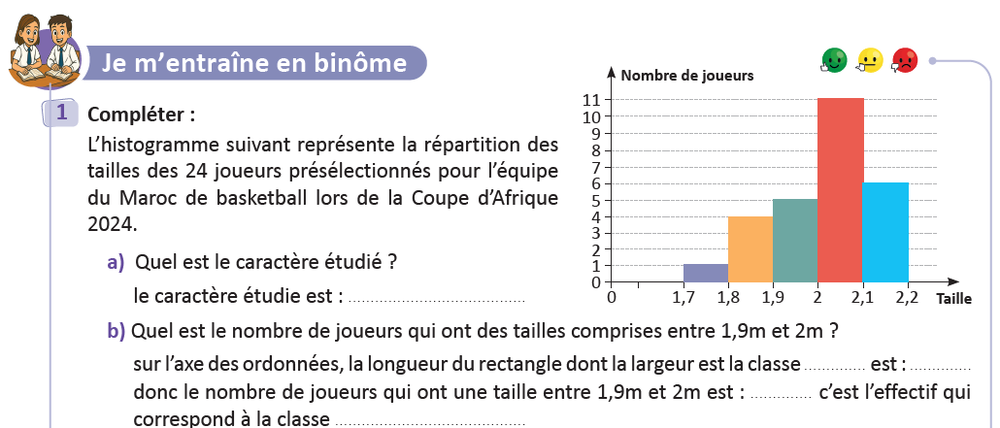 Je m’entraîne en binôme
1 Compléter :
L’histogramme suivant représente la répartition des
tailles des 24 joueurs présélectionnés pour l’équipe
du Maroc de basketball lors de la Coupe d’Afrique
2024.
a) Quel est le caractère étudié ?
le caractère étudie est : ........................................
Nombre de joueurs
11
10
9
8
7
6
5
4
3
2
1
0
0 1,7 1,8 1,9 2 2,1 2,2 Taille
b) Quel est le nombre de joueurs qui ont des tailles comprises entre 1,9m et 2m ?
sur l’axe des ordonnées, la longueur du rectangle dont la largeur est la classe .............. est : ..............
donc le nombre de joueurs qui ont une taille entre 1,9m et 2m est : .............. c’est l’effectif qui
correspond à la classe ...........................................